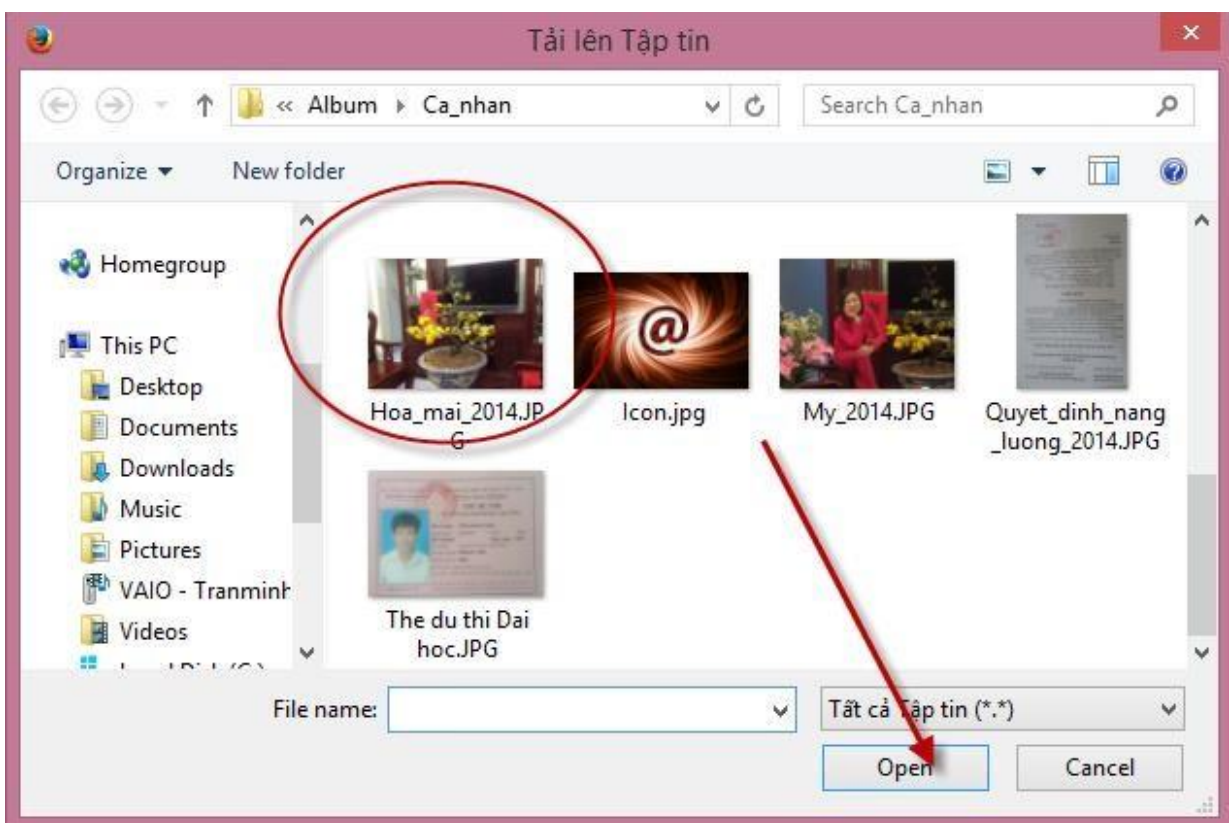 Tải lên Tập tin
« Album Ca_nhan
Search Ca_nhan
Organize
New folder
Homegroup
This PC
Desktop
Documents
Downloads
Music
Pictures
VAIO - Tranminh
Videos
Hoa_mai_2014.JP
G
@
Icon.jpg
My_2014.JPG
Quyet_dinh_nang
_luong_2014.JPG
The du thi Dai
hoc.JPG
File name:
Tất cả Tập tin (*.*)
Open
Cancel